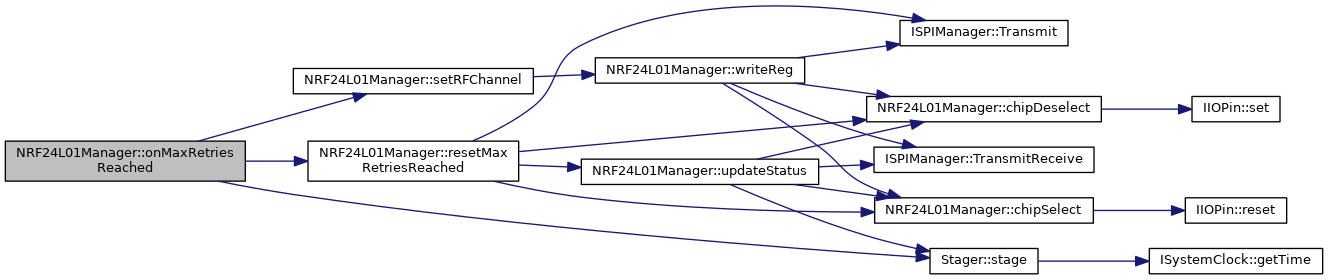 NRF24L01Manager::onMaxRetries
Reached
NRF24L01Manager::setRFChannel
NRF24L01Manager::resetMax
RetriesReached
NRF24L01Manager::writeReg
NRF24L01Manager::updateStatus
ISPIManager::Transmit
NRF24L01Manager::chipDeselect
ISPIManager::TransmitReceive
NRF24L01Manager::chipSelect
Stager::stage
IIOPin::set
IIOPin::reset
ISystemClock::getTime